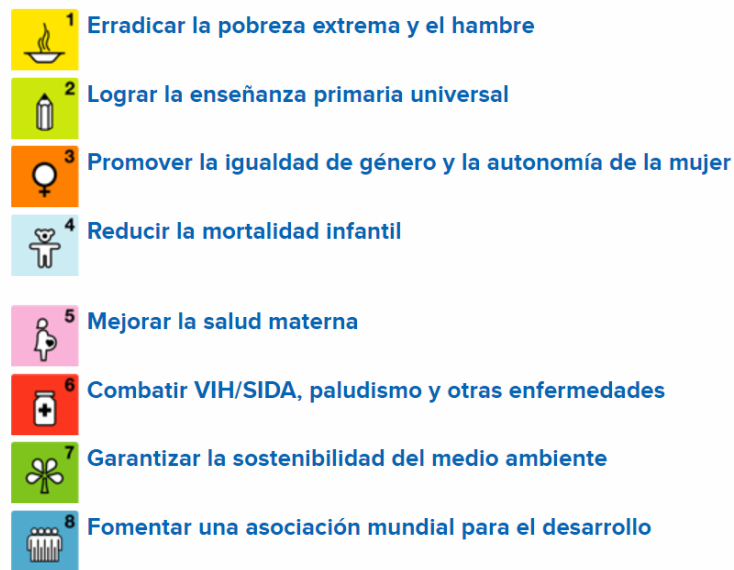 1 Erradicar la pobreza extrema y el hambre
2 Lograr la enseñanza primaria universal
3 Promover la igualdad de género y la autonomía de la mujer
4 Reducir la mortalidad infantil
5 Mejorar la salud materna
6 Combatir VIH/SIDA, paludismo y otras enfermedades
7 Garantizar la sostenibilidad del medio ambiente
8 Fomentar una asociación mundial para el desarrollo